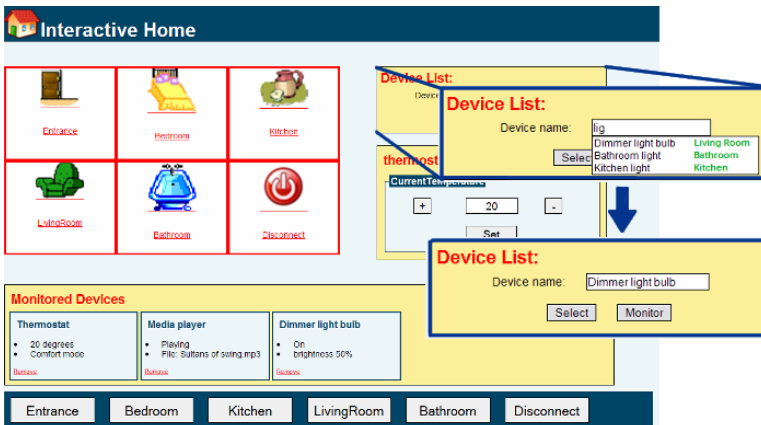 Interactive Home
Entrance
Bedroom
Kitchen
LivingRoom
Bathroom
Disconnect
Device List:
Device
thermost
CurrentTemperature
+ 20 -
Set
Device List:
Device name: lig
Dimmer light bulb Living Room
Selec Bathroom light Bathroom
Kitchen light Kitchen
Device List:
Device name: Dimmer light bulb
Select Monitor
Monitored Devices
Thermostat
• 20 degrees
• Comfort mode
Remove
Media player
• Playing
• File: Sultans of swing.mp3
Remove
Dimmer light bulb
• On
• brightness 50%
Remove
Entrance Bedroom Kitchen LivingRoom Bathroom Disconnect